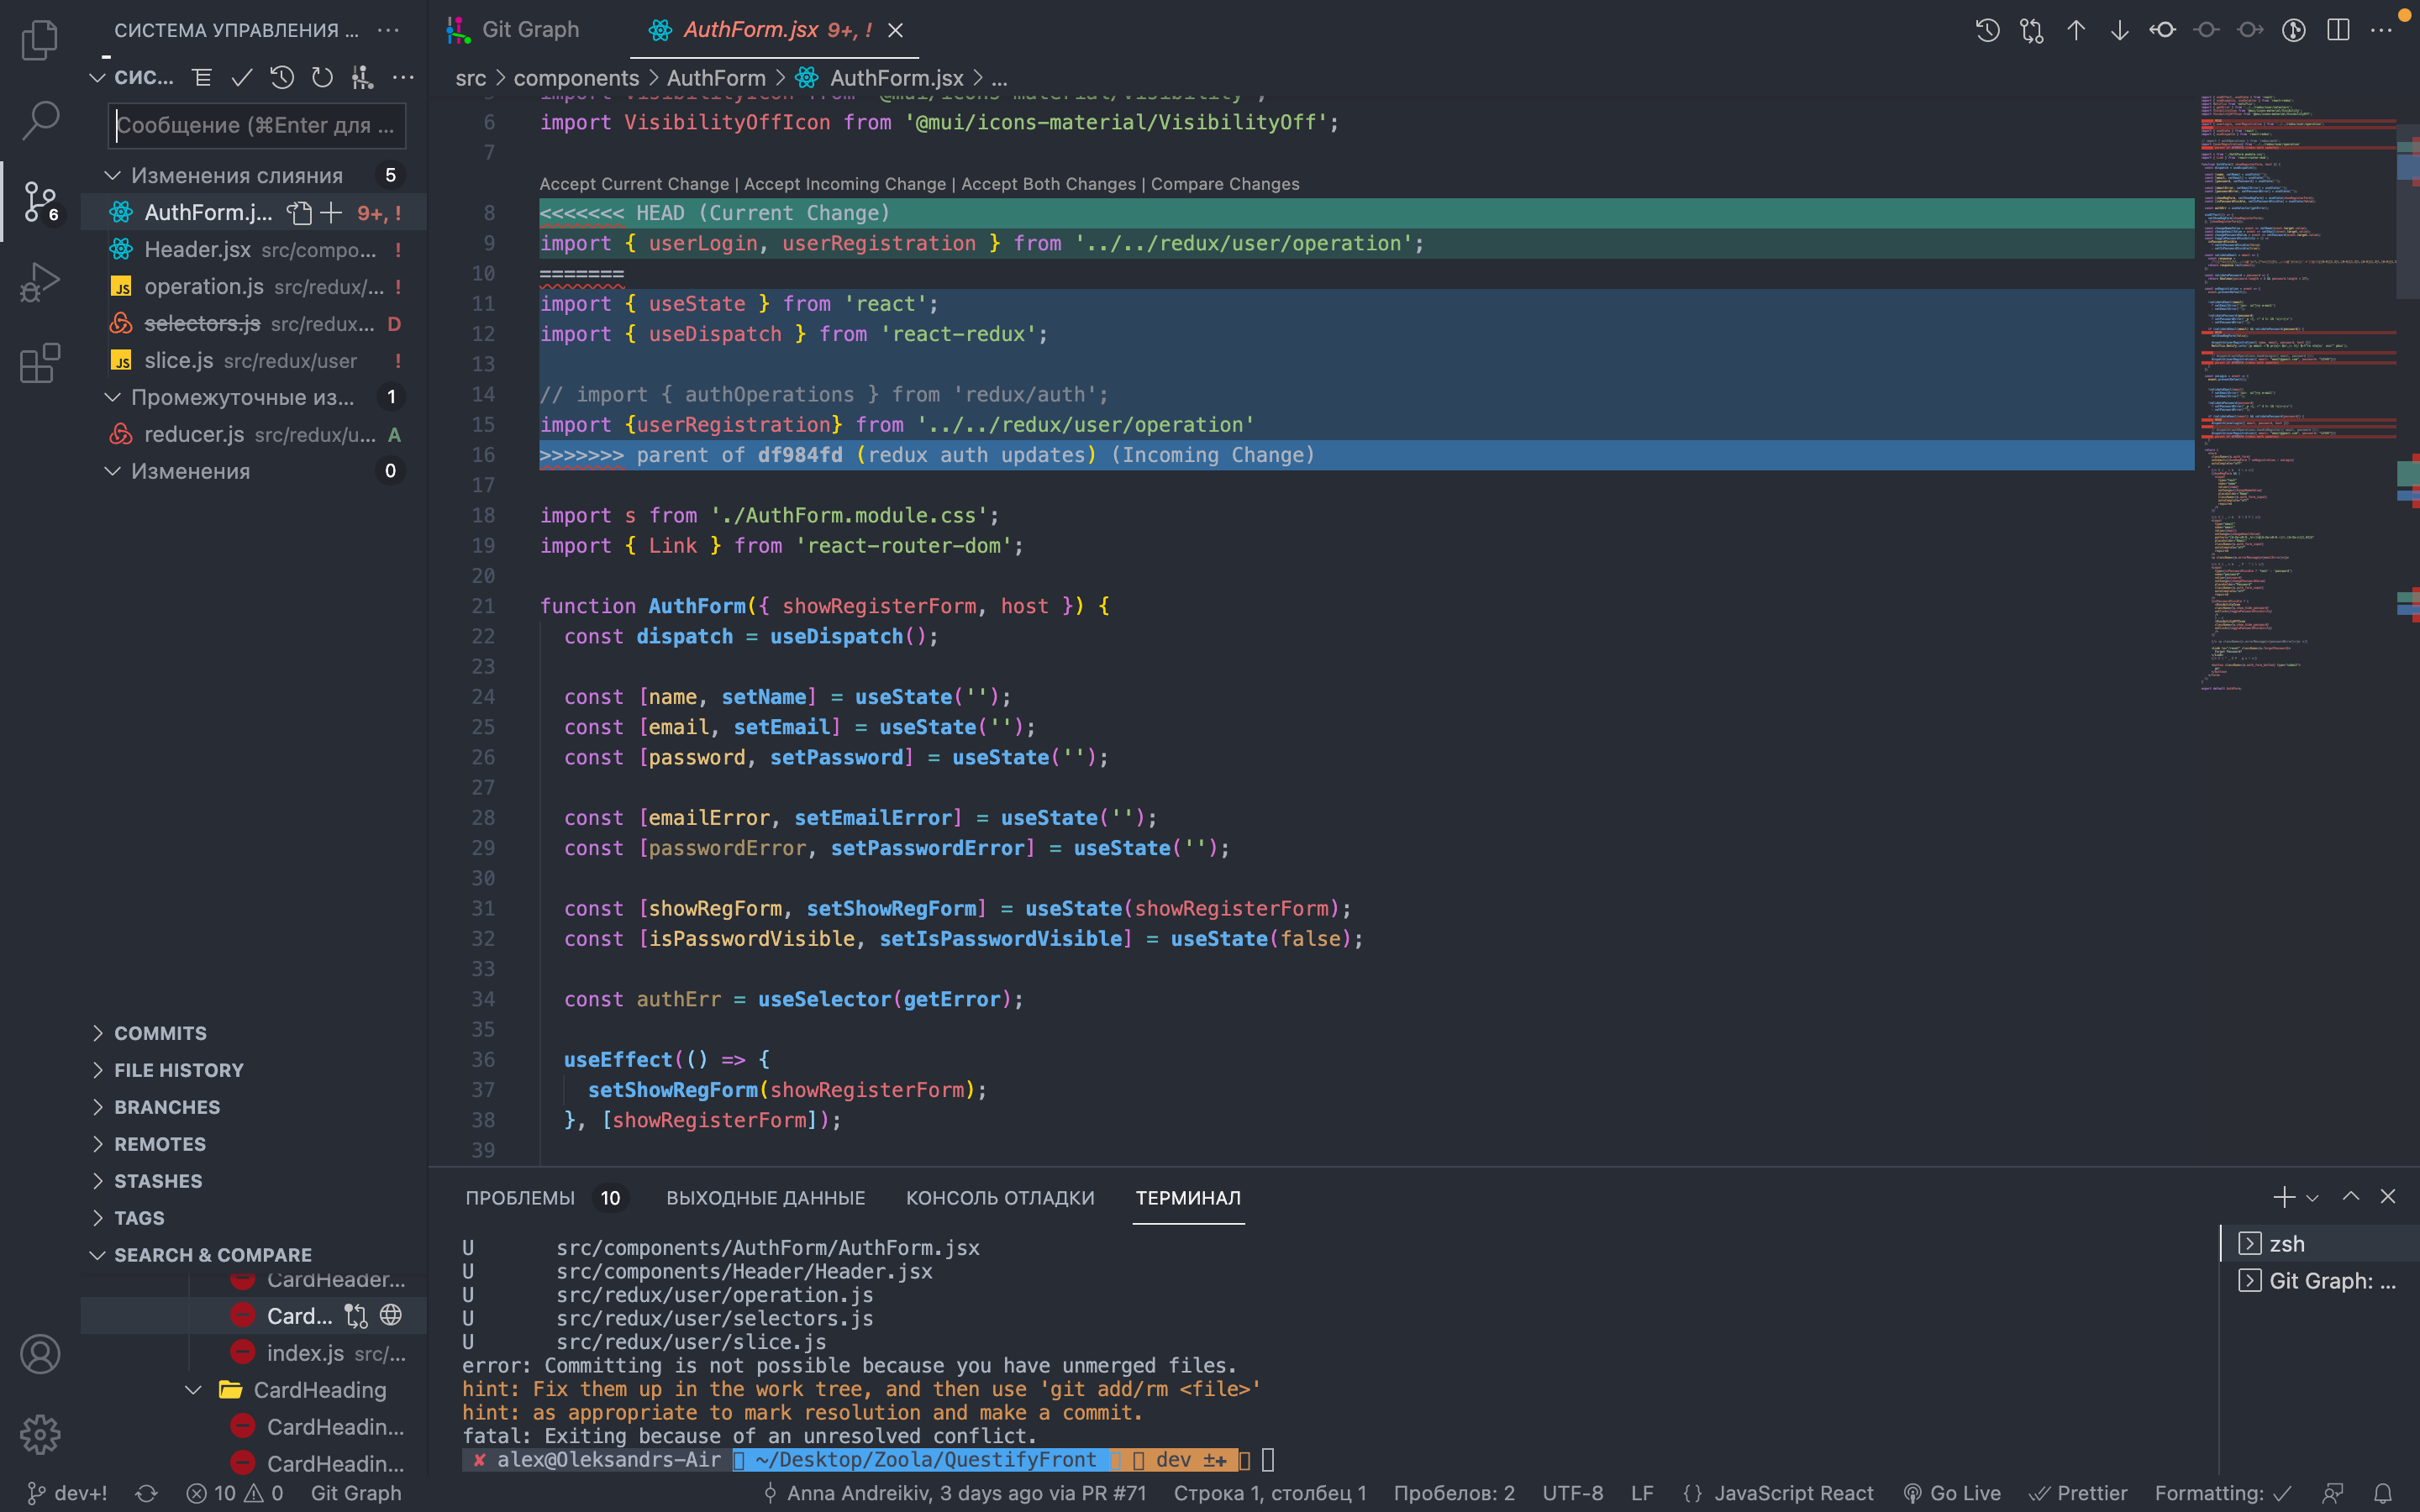 СИСТЕМА УПРАВЛЕНИЯ ...
СИС...
Сообщение (⌘Enter для ...
Изменения слияния 5
AuthForm.j... 9+, !
Header.jsx src/compo... !
operation.js src/redux/... !
selectors.js src/redux... D
slice.js src/redux/user !
Промежуточные из... 1
reducer.js src/redux/u... A
Изменения 0
6
COMMITS
FILE HISTORY
BRANCHES
REMOTES
STASHES
TAGS
SEARCH & COMPARE
CardHeader...
Card...
index.js src/...
CardHeading
CardHeadin...
CardHeadin...
Git Graph
AuthForm.jsx 9+, !
src > components > AuthForm > AuthForm.jsx > ...
import VisibilityIcon from '@mui/icons-material/Visibility';
6 import VisibilityOffIcon from '@mui/icons-material/VisibilityOff';
7
Accept Current Change | Accept Incoming Change | Accept Both Changes | Compare Changes
8 <<<<<<< HEAD (Current Change)
9 import { userLogin, userRegistration } from '../../redux/user/operation';
10 =======
11 import { useState } from 'react';
12 import { useDispatch } from 'react-redux';
13
14 // import { authOperations } from 'redux/auth';
15 import {userRegistration} from '../../redux/user/operation'
16 >>>>>>> parent of df984fd (redux auth updates) (Incoming Change)
17
18 import s from './AuthForm.module.css';
19 import { Link } from 'react-router-dom';
20
21 function AuthForm({ showRegisterForm, host }) {
22 const dispatch = useDispatch();
23
24 const [name, setName] = useState('');
25 const [email, setEmail] = useState('');
26 const [password, setPassword] = useState('');
27
28 const [emailError, setEmailError] = useState('');
29 const [passwordError, setPasswordError] = useState('');
30
31 const [showRegForm, setShowRegForm] = useState(showRegisterForm);
32 const [isPasswordVisible, setIsPasswordVisible] = useState(false);
33
34 const authErr = useSelector(getError);
35
36 useEffect(() => {
37 setShowRegForm(showRegisterForm);
38 }, [showRegisterForm]);
39
ПРОБЛЕМЫ 10 ВЫХОДНЫЕ ДАННЫЕ КОНСОЛЬ ОТЛАДКИ ТЕРМИНАЛ
U src/components/AuthForm/AuthForm.jsx
U src/components/Header/Header.jsx
U src/redux/user/operation.js
U src/redux/user/selectors.js
U src/redux/user/slice.js
error: Committing is not possible because you have unmerged files.
hint: Fix them up in the work tree, and then use 'git add/rm <file>'
hint: as appropriate to mark resolution and make a commit.
fatal: Exiting because of an unresolved conflict.
✘ alex@Oleksandrs-Air ~/Desktop/Zoola/QuestifyFront dev ±+
zsh
Git Graph: ...
dev+! 10 0 Git Graph Anna Andreikiv, 3 days ago via PR #71 Строка 1, столбец 1 Пробелов: 2 UTF-8 LF {} JavaScript React Go Live Prettier Formatting: ✓